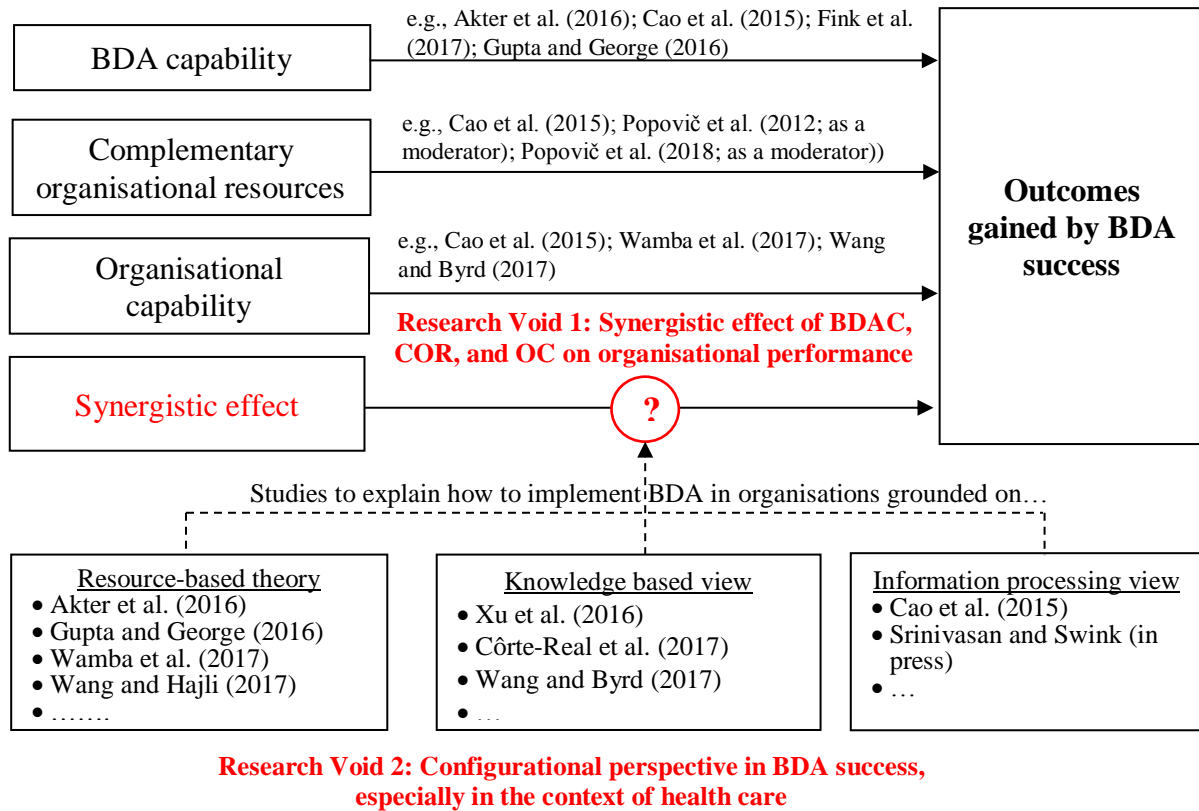 BDA capability
e.g., Akter et al. (2016); Cao et al. (2015); Fink et al.
(2017); Gupta and George (2016)
Complementary
organisational resources
e.g., Cao et al. (2015); Popovič et al. (2012; as a
moderator); Popovič et al. (2018; as a moderator))
Organisational
capability
e.g., Cao et al. (2015); Wamba et al. (2017); Wang
and Byrd (2017)
Outcomes
gained by BDA
success
Research Void 1: Synergistic effect of BDAC,
COR, and OC on organisational performance
Synergistic effect
?
Studies to explain how to implement BDA in organisations grounded on…
Resource-based theory
• Akter et al. (2016)
• Gupta and George (2016)
• Wamba et al. (2017)
• Wang and Hajli (2017)
• …….
Knowledge based view
• Xu et al. (2016)
• Côrte-Real et al. (2017)
• Wang and Byrd (2017)
• …
Information processing view
• Cao et al. (2015)
• Srinivasan and Swink (in
press)
• …
Research Void 2: Configurational perspective in BDA success,
especially in the context of health care